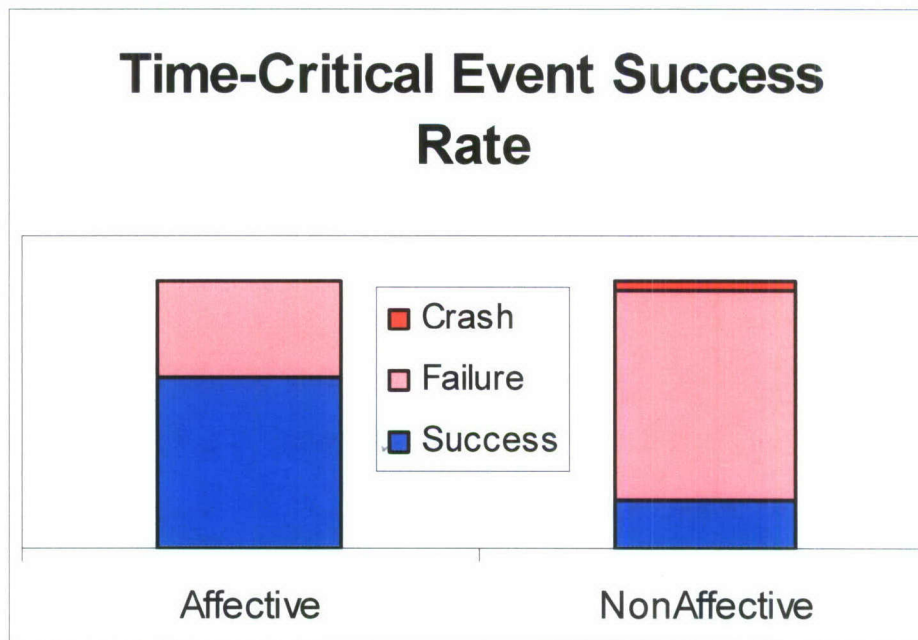 Time-Critical Event Success
Rate
Crash
Failure
Success
Affective
NonAffective